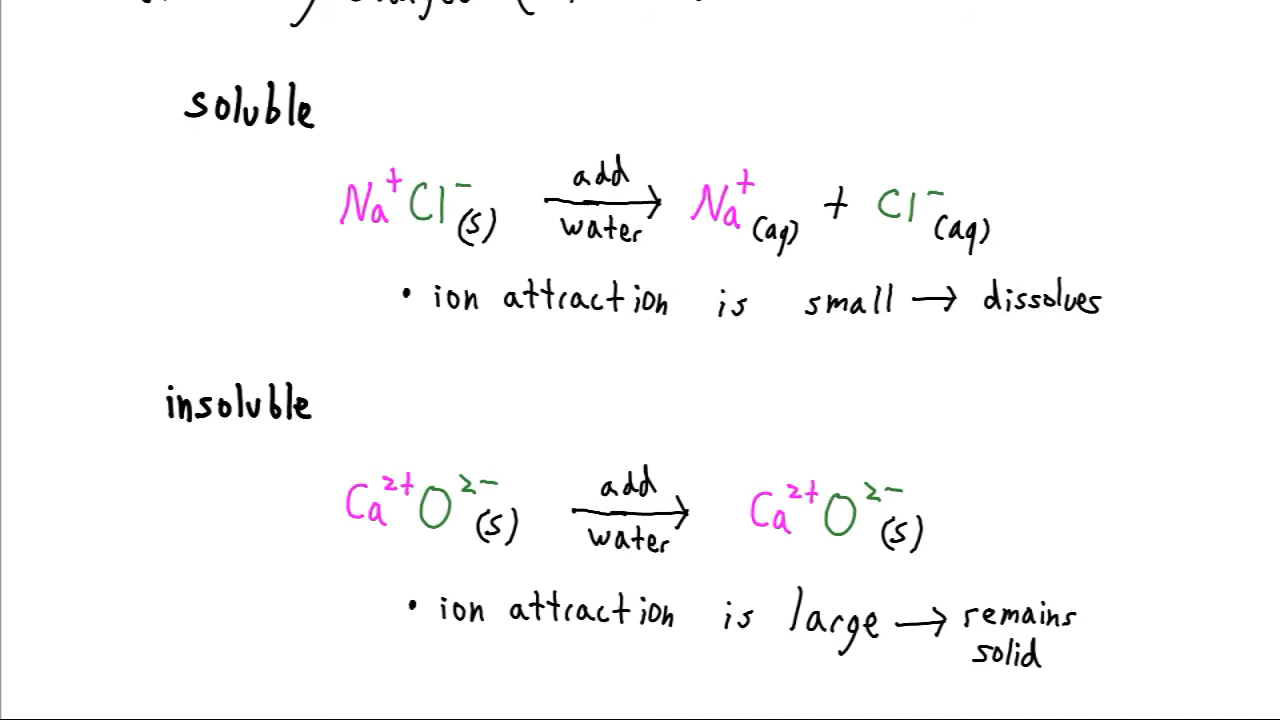 soluble
Na⁺Cl⁻(s) add water → Na⁺(aq) + Cl⁻(aq)
• ion attraction is small → dissolves
insoluble
Ca²⁺O²⁻(s) add water → Ca²⁺O²⁻(s)
• ion attraction is large → remains
solid